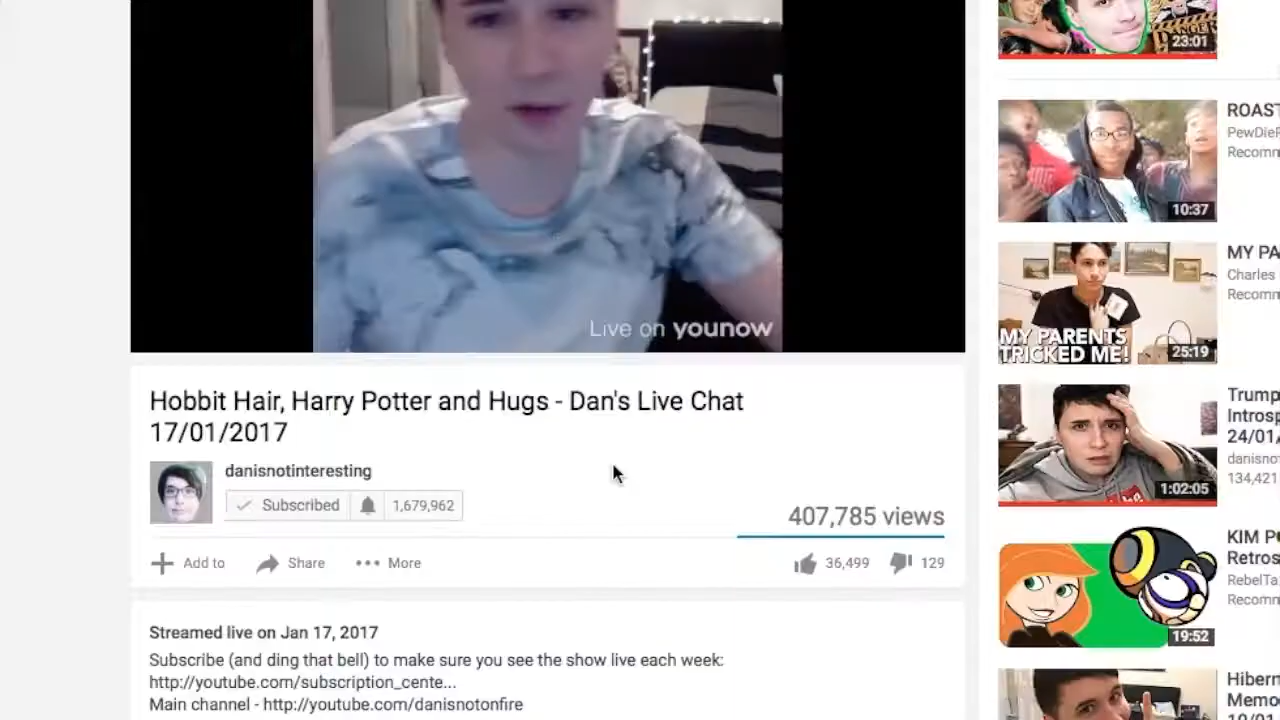 Live on younow
Hobbit Hair, Harry Potter and Hugs - Dan's Live Chat
17/01/2017
danisnotinteresting
Subscribed 1,679,962
407,785 views
Add to Share More 36,499 129
Streamed live on Jan 17, 2017
Subscribe (and ding that bell) to make sure you see the show live each week:
http://youtube.com/subscription_cente...
Main channel - http://youtube.com/danisnotonfire
23:01
ROAST
PewDieP
Recomm
10:37
MY PA
Charles
Recomm
MY PARENTS
TRICKED ME!
25:19
Trump
Introsp
24/01/
danisno
134,421
1:02:05
KIM P
Retros
RebelTa
Recomm
19:52
Hibern
Memo